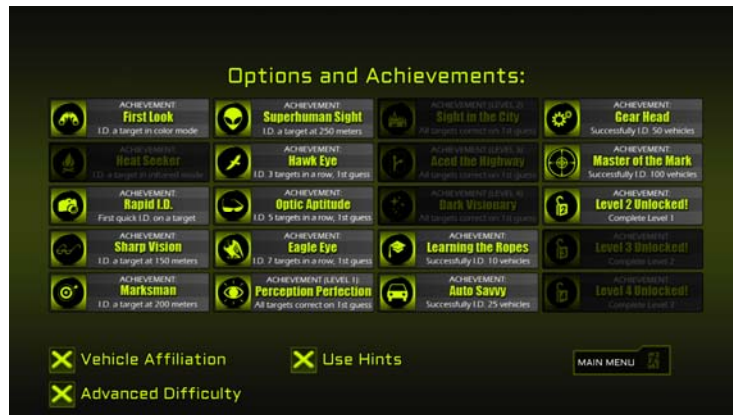 Options and Achievements:
ACHIEVEMENT:
First Look
I.D. a target in color mode
ACHIEVEMENT:
Heat Seeker
I.D. a target in infrared mode
ACHIEVEMENT:
Rapid I.D.
First quick I.D. on a target
ACHIEVEMENT:
Sharp Vision
I.D. a target at 150 meters
ACHIEVEMENT:
Marksman
I.D. a target at 200 meters
ACHIEVEMENT:
Superhuman Sight
I.D. a target at 250 meters
ACHIEVEMENT:
Hawk Eye
I.D. 3 targets in a row, 1st guess
ACHIEVEMENT:
Optic Aptitude
I.D. 5 targets in a row, 1st guess
ACHIEVEMENT:
Eagle Eye
I.D. 7 targets in a row, 1st guess
ACHIEVEMENT (LEVEL 1)
Perception Perfection
All targets correct on 1st guess
ACHIEVEMENT (LEVEL 2)
Sight in the City
All targets correct on 1st guess
ACHIEVEMENT (LEVEL 3)
Aced the Highway
All targets correct on 1st guess
ACHIEVEMENT (LEVEL 4)
Dark Visionary
All targets correct on 1st guess
ACHIEVEMENT:
Learning the Ropes
Successfully I.D. 10 vehicles
ACHIEVEMENT:
Auto Savvy
Successfully I.D. 25 vehicles
ACHIEVEMENT:
Gear Head
Successfully I.D. 50 vehicles
ACHIEVEMENT:
Master of the Mark
Successfully I.D. 100 vehicles
ACHIEVEMENT:
Level 2 Unlocked!
Complete Level 1
ACHIEVEMENT:
Level 3 Unlocked!
Complete Level 2
ACHIEVEMENT:
Level 4 Unlocked!
Complete Level 3
Vehicle Affiliation
Use Hints
Advanced Difficulty
MAIN MENU